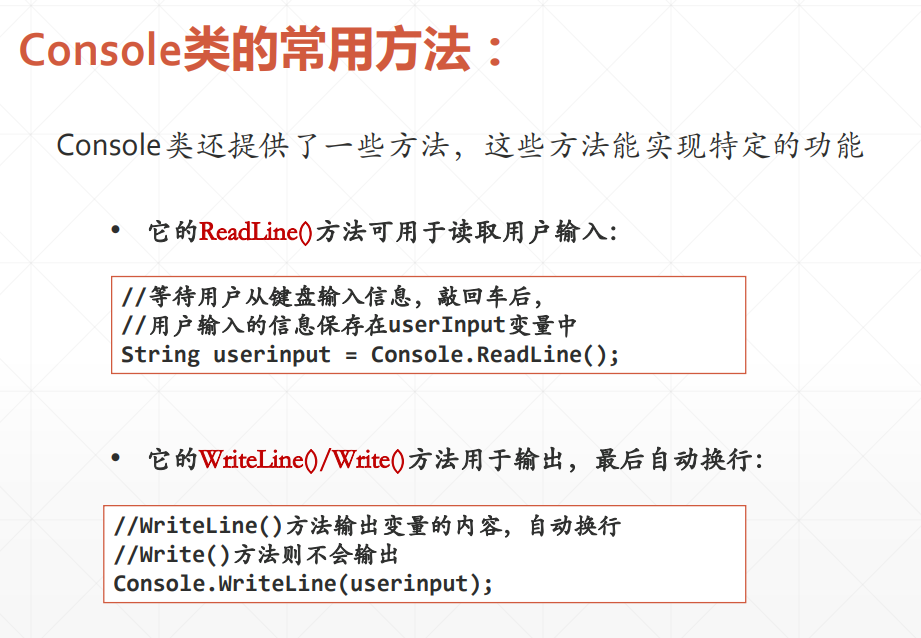 Console类的常用方法：
Console类还提供了一些方法，这些方法能实现特定的功能
• 它的ReadLine()方法可用于读取用户输入：
//等待用户从键盘输入信息，敲回车后，
//用户输入的信息保存在userInput变量中
String userinput = Console.ReadLine();
• 它的WriteLine()/Write()方法用于输出，最后自动换行：
//WriteLine()方法输出变量的内容，自动换行
//Write()方法则不会输出
Console.WriteLine(userinput);